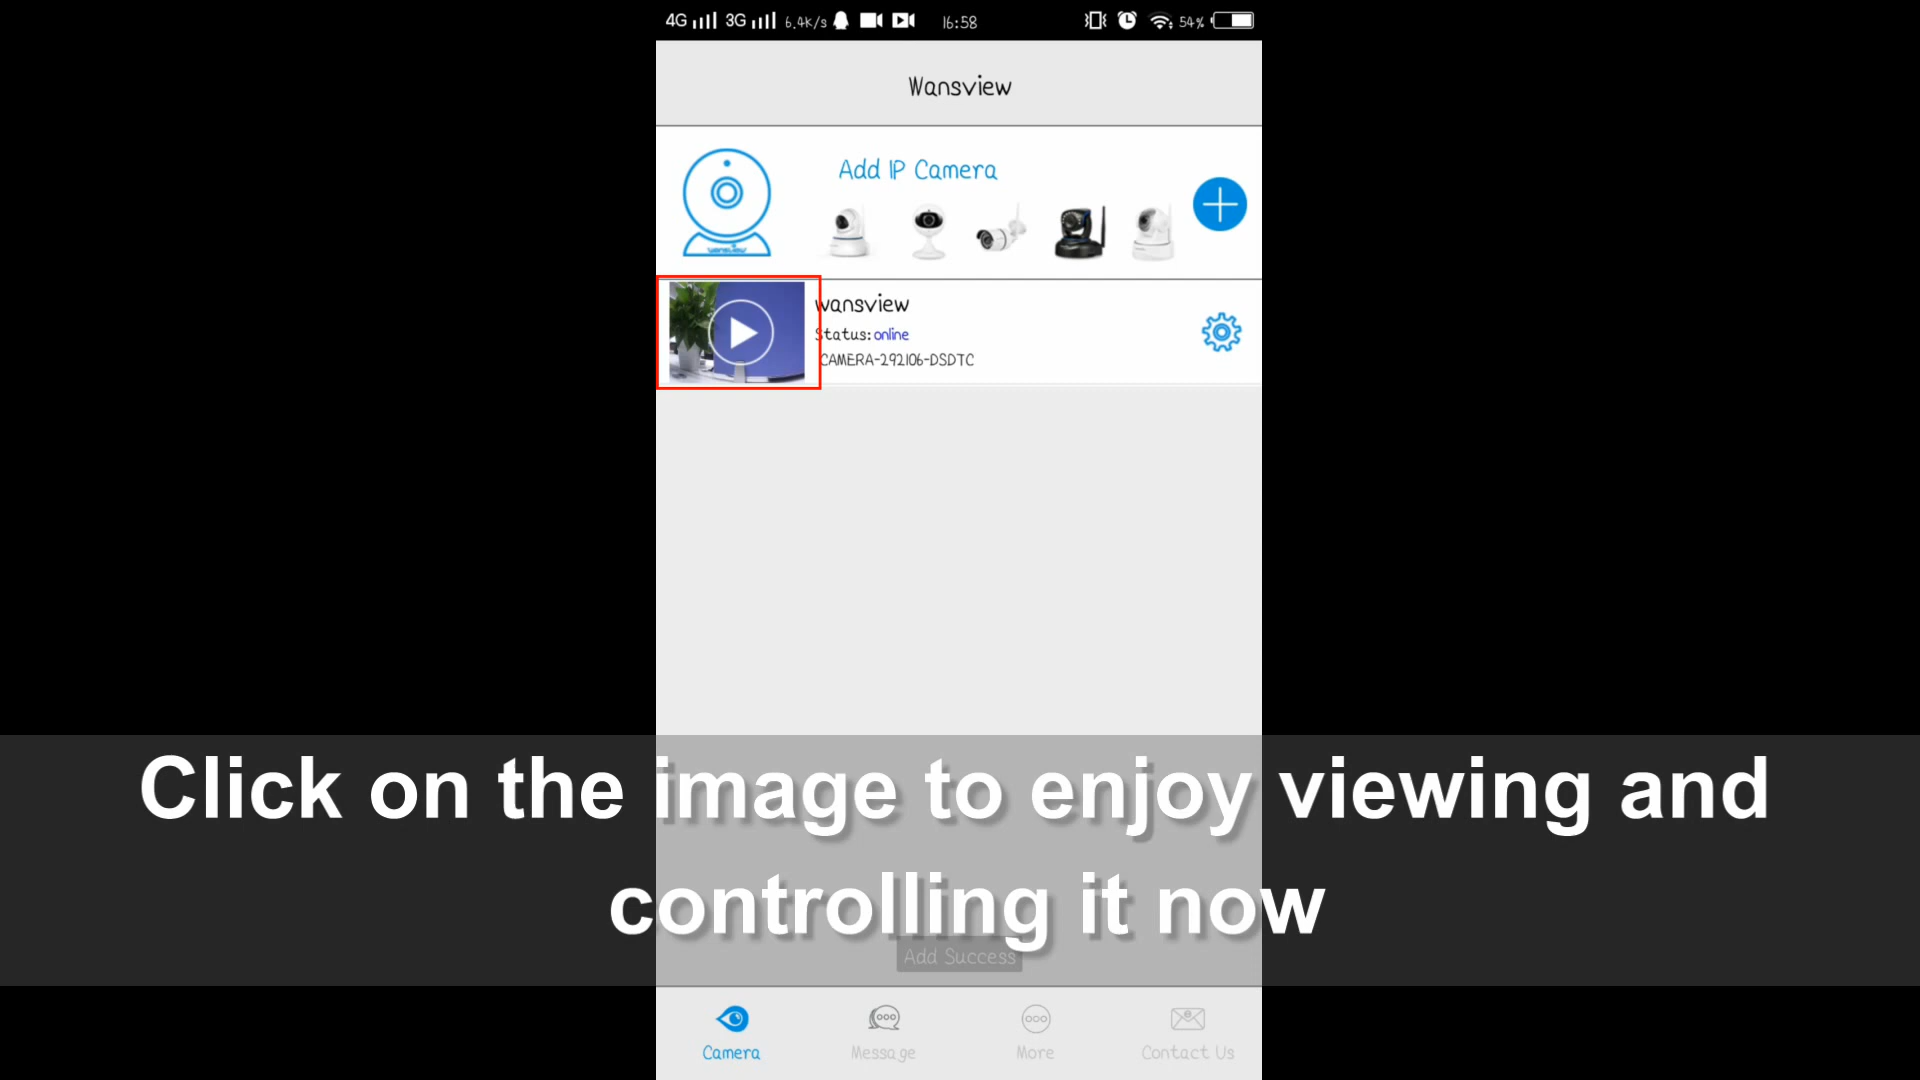 4G 3G 6.4K/s 16:58 54%
Wansview
Add IP Camera
wansview
wansview
Status: online
CAMERA-292106-DSDTC
Click on the image to enjoy viewing and
controlling it now
Add Success
Camera Message More Contact Us